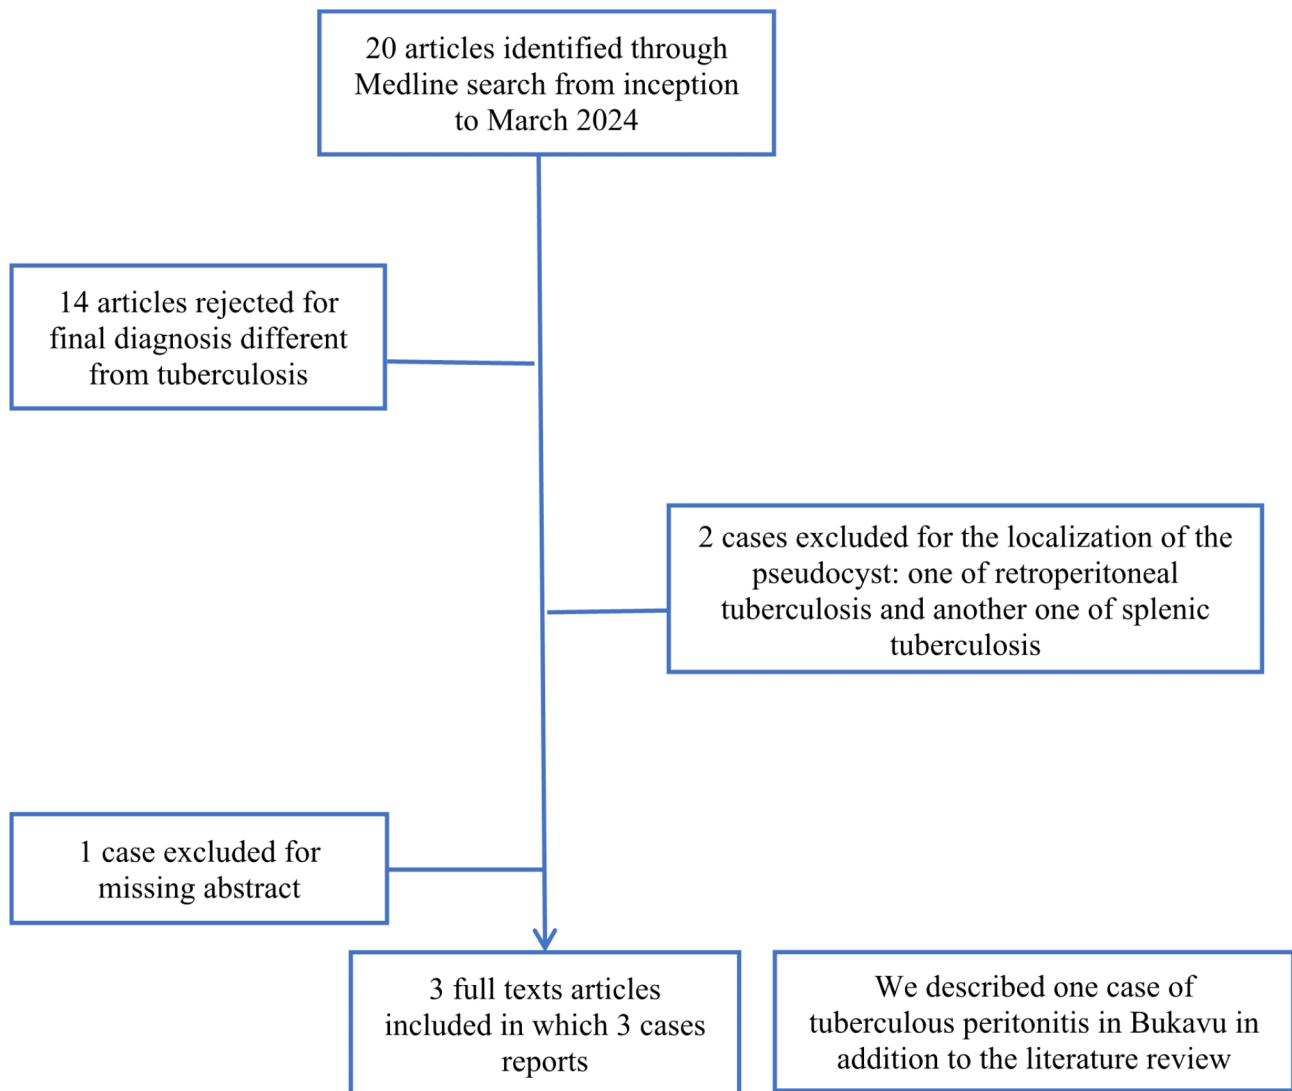 20 articles identified through
Medline search from inception
to March 2024
14 articles rejected for
final diagnosis different
from tuberculosis
2 cases excluded for the localization of the
pseudocyst: one of retroperitoneal
tuberculosis and another one of splenic
tuberculosis
1 case excluded for
missing abstract
3 full texts articles
included in which 3 cases
reports
We described one case of
tuberculous peritonitis in Bukavu in
addition to the literature review